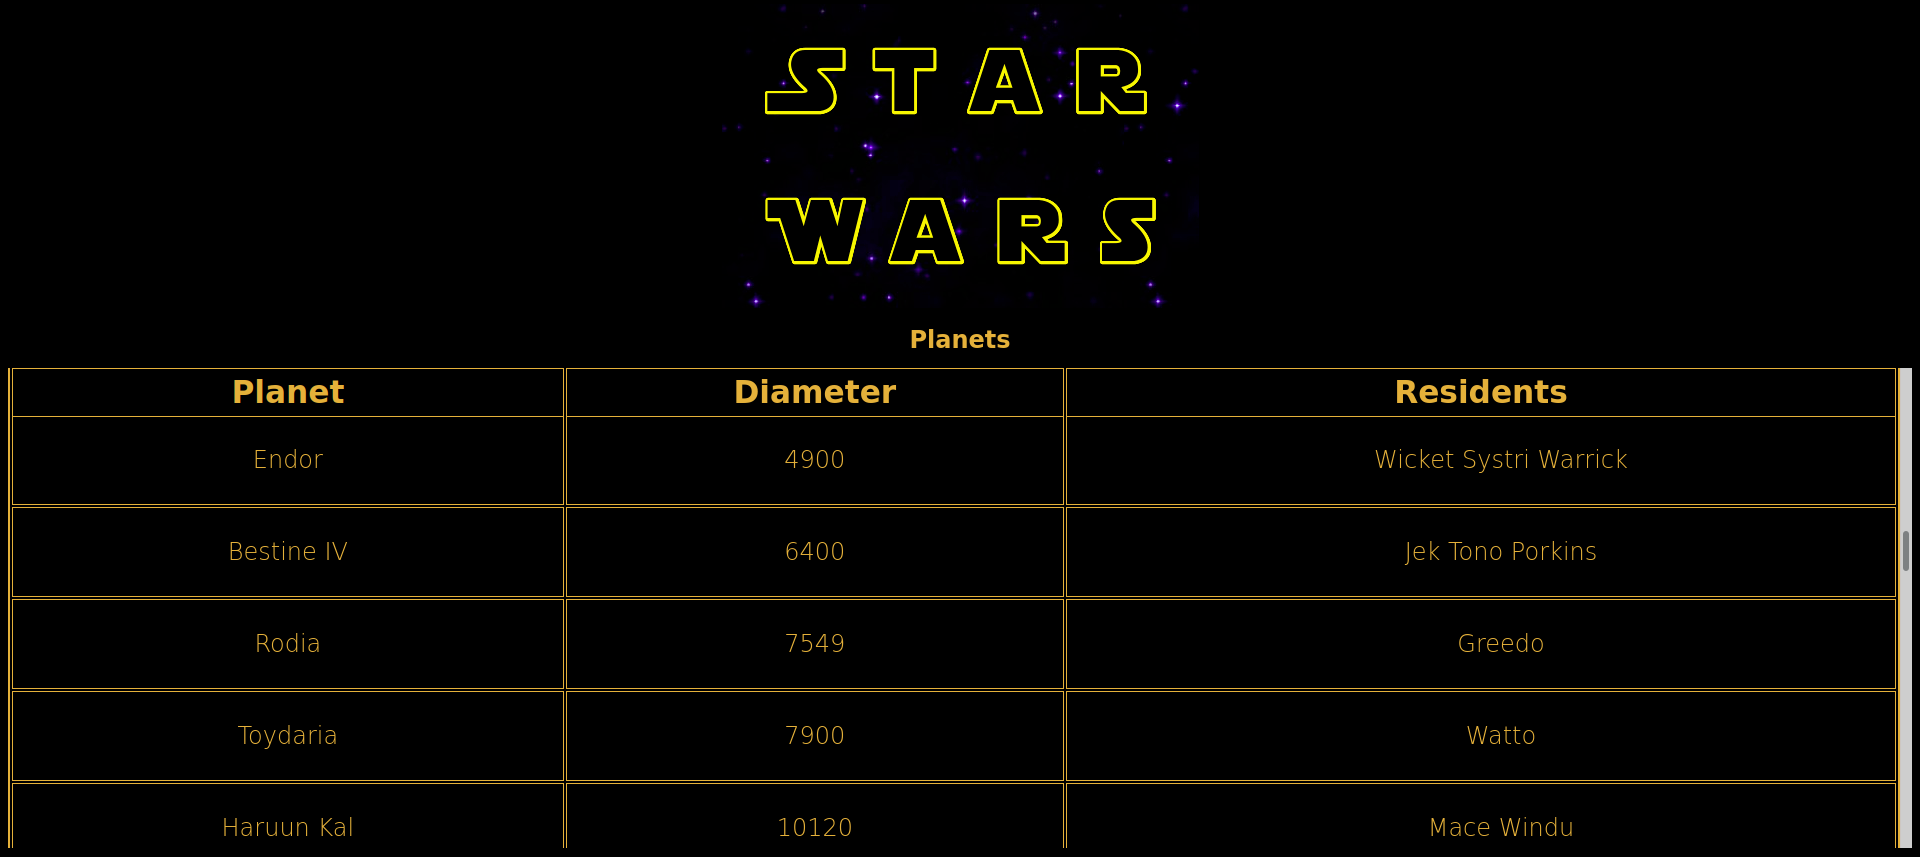 STAR
WARS
Planets
Planet Diameter Residents
Endor 4900 Wicket Systri Warrick
Bestine IV 6400 Jek Tono Porkins
Rodia 7549 Greedo
Toydaria 7900 Watto
Haruun Kal 10120 Mace Windu